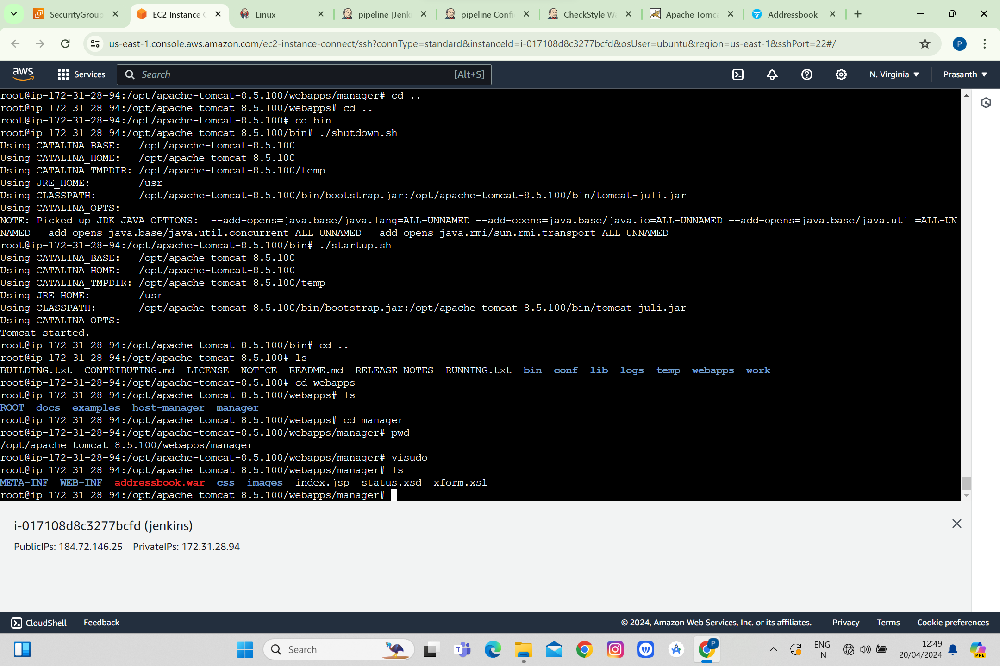 SecurityGroup
EC2 Instance C
Linux
pipeline [Jenki
pipeline Confi
CheckStyle Wa
Apache Tomca
Addressbook
us-east-1.console.aws.amazon.com/ec2-instance-connect/ssh?connType=standard&instanceId=i-017108d8c3277bcfd&osUser=ubuntu&region=us-east-1&sshPort=22#/
P
aws
Services
Search
[Alt+S]
N. Virginia
Prasanth
root@ip-172-31-28-94:/opt/apache-tomcat-8.5.100/webapps/manager# cd ..
root@ip-172-31-28-94:/opt/apache-tomcat-8.5.100/webapps# cd ..
root@ip-172-31-28-94:/opt/apache-tomcat-8.5.100# cd bin
root@ip-172-31-28-94:/opt/apache-tomcat-8.5.100/bin# ./shutdown.sh
Using CATALINA_BASE:   /opt/apache-tomcat-8.5.100
Using CATALINA_HOME:   /opt/apache-tomcat-8.5.100
Using CATALINA_TMPDIR: /opt/apache-tomcat-8.5.100/temp
Using JRE_HOME:        /usr
Using CLASSPATH:       /opt/apache-tomcat-8.5.100/bin/bootstrap.jar:/opt/apache-tomcat-8.5.100/bin/tomcat-juli.jar
Using CATALINA_OPTS:
NOTE: Picked up JDK_JAVA_OPTIONS:  --add-opens=java.base/java.lang=ALL-UNNAMED --add-opens=java.base/java.io=ALL-UNNAMED --add-opens=java.base/java.util=ALL-UN
NAMED --add-opens=java.base/java.util.concurrent=ALL-UNNAMED --add-opens=java.rmi/sun.rmi.transport=ALL-UNNAMED
root@ip-172-31-28-94:/opt/apache-tomcat-8.5.100/bin# ./startup.sh
Using CATALINA_BASE:   /opt/apache-tomcat-8.5.100
Using CATALINA_HOME:   /opt/apache-tomcat-8.5.100
Using CATALINA_TMPDIR: /opt/apache-tomcat-8.5.100/temp
Using JRE_HOME:        /usr
Using CLASSPATH:       /opt/apache-tomcat-8.5.100/bin/bootstrap.jar:/opt/apache-tomcat-8.5.100/bin/tomcat-juli.jar
Using CATALINA_OPTS:
Tomcat started.
root@ip-172-31-28-94:/opt/apache-tomcat-8.5.100/bin# cd ..
root@ip-172-31-28-94:/opt/apache-tomcat-8.5.100# ls
BUILDING.txt  CONTRIBUTING.md  LICENSE  NOTICE  README.md  RELEASE-NOTES  RUNNING.txt  bin  conf  lib  logs  temp  webapps  work
root@ip-172-31-28-94:/opt/apache-tomcat-8.5.100# cd webapps
root@ip-172-31-28-94:/opt/apache-tomcat-8.5.100/webapps# ls
ROOT  docs  examples  host-manager  manager
root@ip-172-31-28-94:/opt/apache-tomcat-8.5.100/webapps# cd manager
root@ip-172-31-28-94:/opt/apache-tomcat-8.5.100/webapps/manager# pwd
/opt/apache-tomcat-8.5.100/webapps/manager
root@ip-172-31-28-94:/opt/apache-tomcat-8.5.100/webapps/manager# visudo
root@ip-172-31-28-94:/opt/apache-tomcat-8.5.100/webapps/manager# ls
META-INF  WEB-INF  addressbook.war  css  images  index.jsp  status.xsd  xform.xsl
root@ip-172-31-28-94:/opt/apache-tomcat-8.5.100/webapps/manager#
i-017108d8c3277bcfd (jenkins)
PublicIPs: 184.72.146.25    PrivateIPs: 172.31.28.94
CloudShell
Feedback
© 2024, Amazon Web Services, Inc. or its affiliates.
Privacy
Terms
Cookie preferences
Search
P
ENG
IN
12:49
20/04/2024
PRE